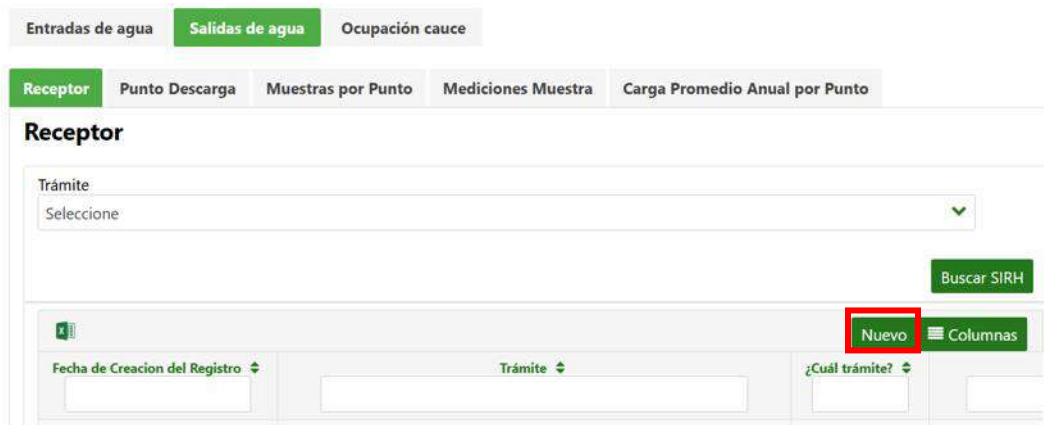 Entradas de agua Salidas de agua Ocupación cauce
Receptor Punto Descarga Muestras por Punto Mediciones Muestra Carga Promedio Anual por Punto
Receptor
Trámite
Seleccione
Buscar SIRH
Nuevo Columnas
Fecha de Creacion del Registro Trámite ¿Cuál trámite?